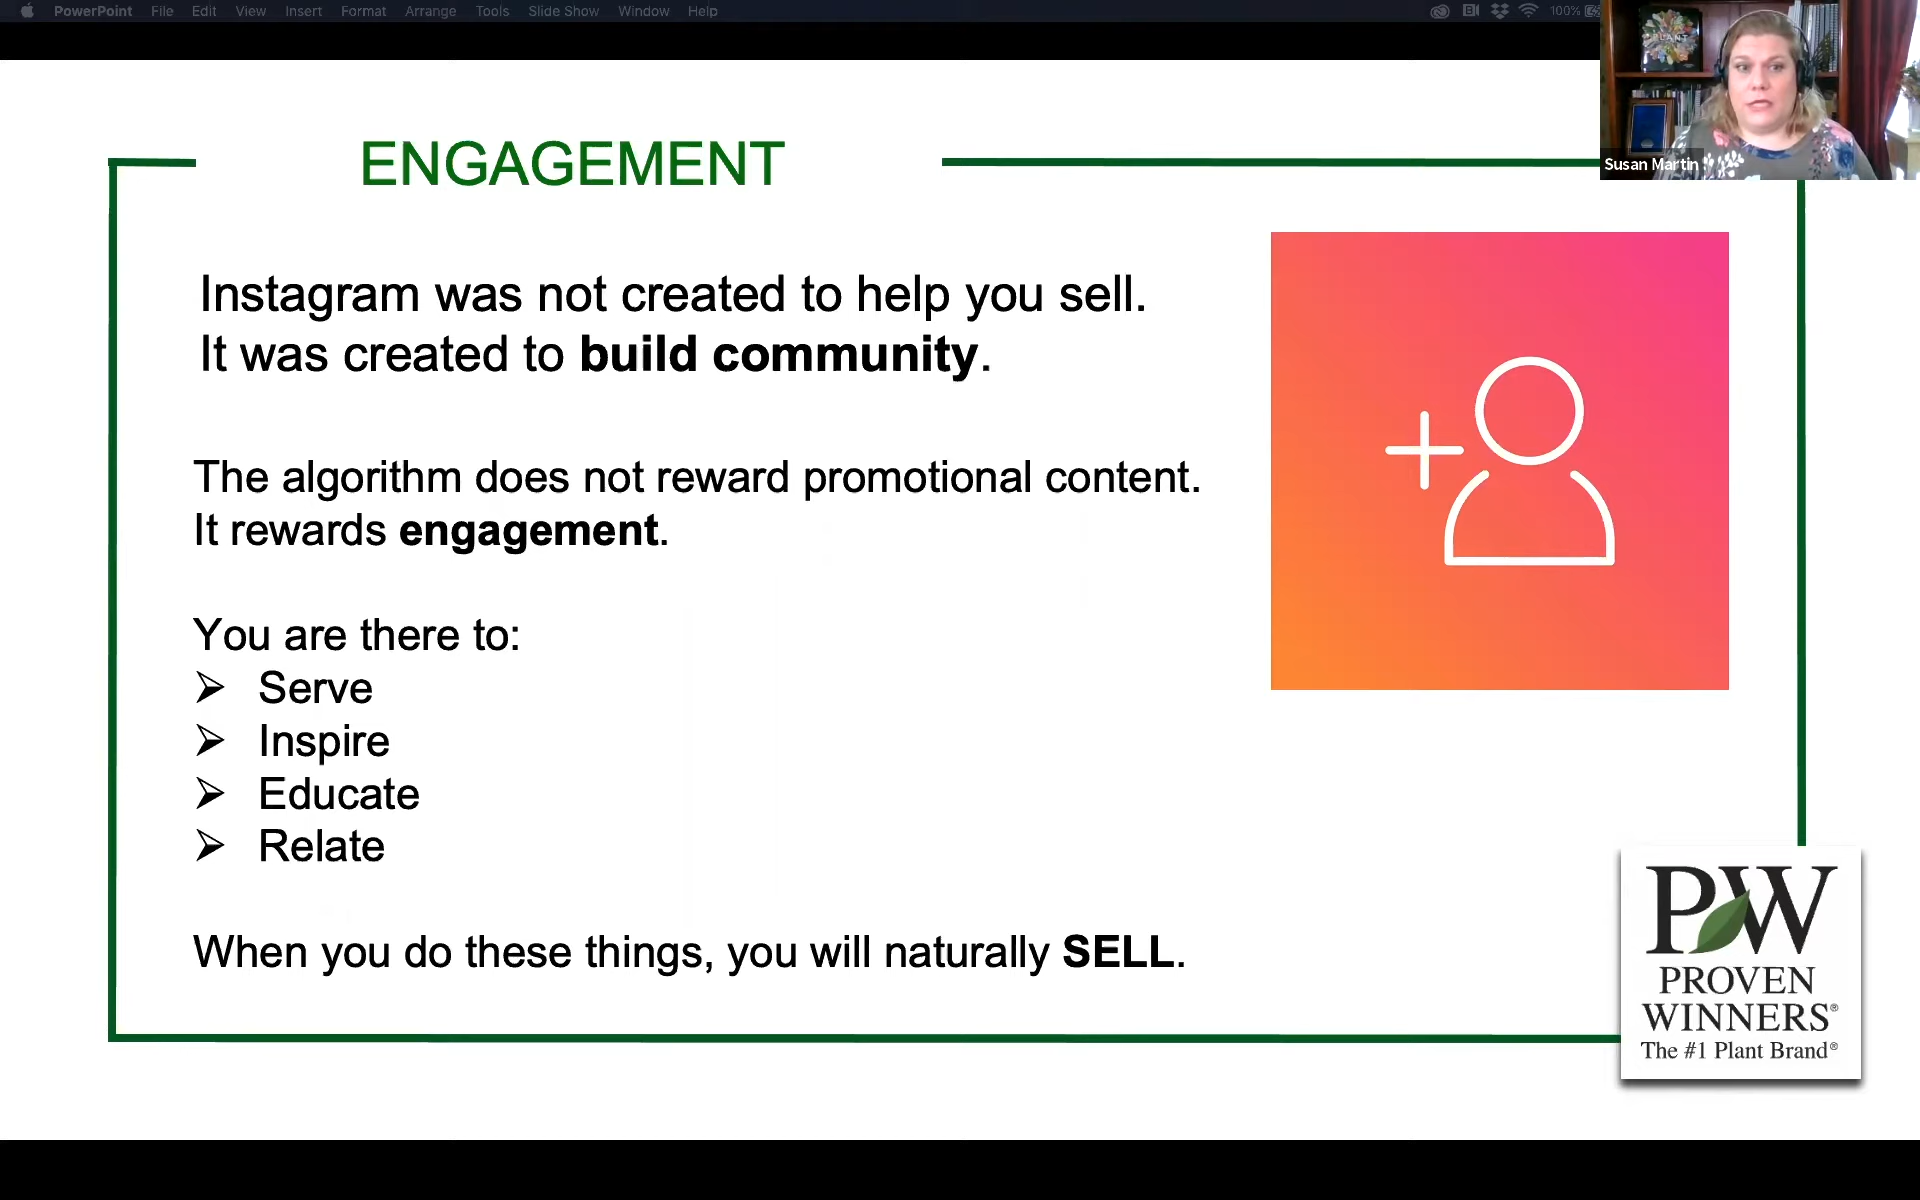 PowerPoint File Edit View Insert Format Arrange Tools Slide Show Window Help 100%
PLANT
Susan Martin
ENGAGEMENT
Instagram was not created to help you sell.
It was created to build community.
The algorithm does not reward promotional content.
It rewards engagement.
You are there to:
➢ Serve
➢ Inspire
➢ Educate
➢ Relate
When you do these things, you will naturally SELL.
PW
PROVEN
WINNERS®
The #1 Plant Brand®